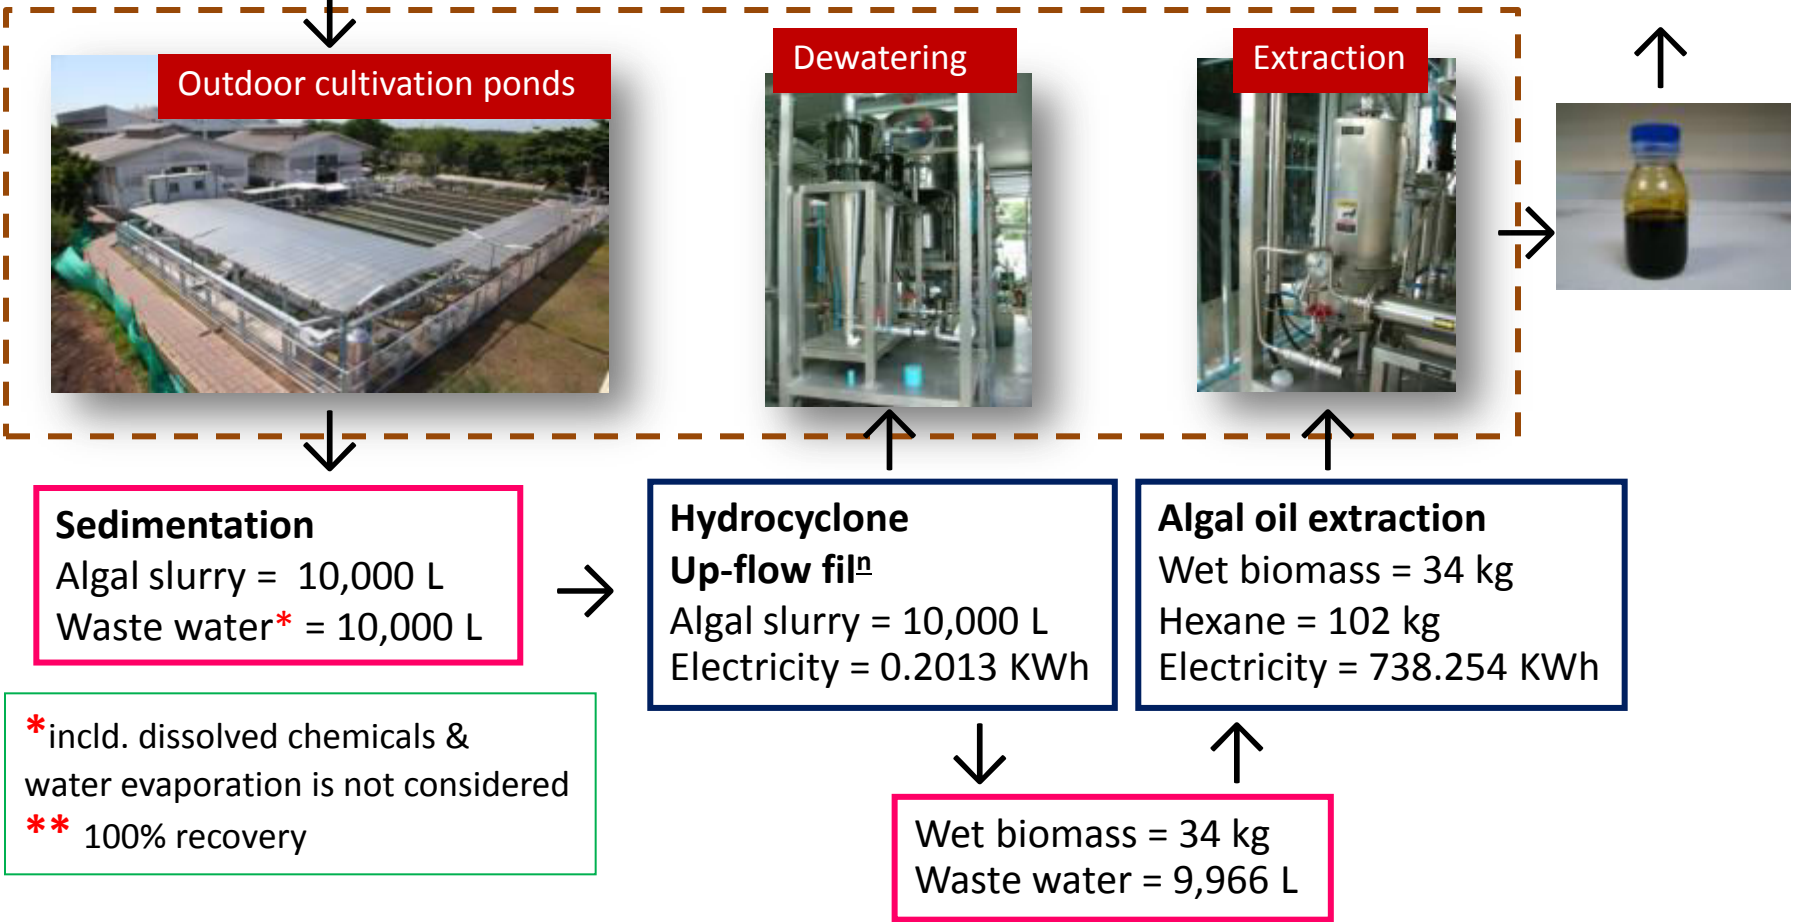 Outdoor cultivation ponds
Dewatering
Extraction
Sedimentation
Algal slurry =  10,000 L
Waste water* = 10,000 L
Hydrocyclone
Up-flow filⁿ
Algal slurry = 10,000 L
Electricity = 0.2013 KWh
Algal oil extraction
Wet biomass = 34 kg
Hexane = 102 kg
Electricity = 738.254 KWh
*incld. dissolved chemicals &
water evaporation is not considered
** 100% recovery
Wet biomass = 34 kg
Waste water = 9,966 L